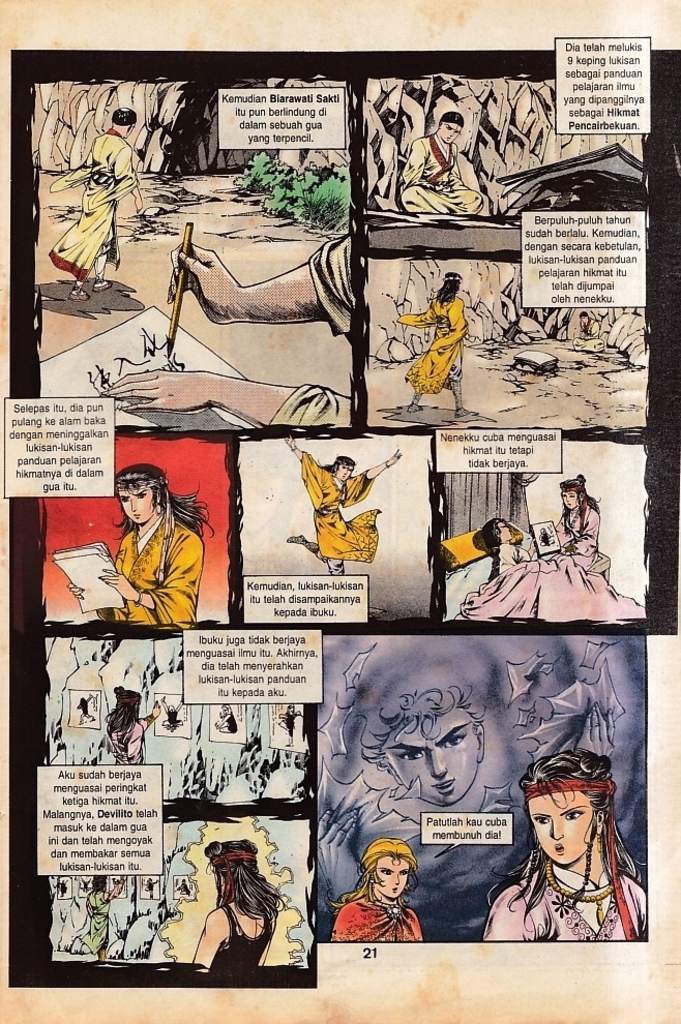 Kemudian Biarawati Sakti
itu pun berlindung di
dalam sebuah gua
yang terpencil.
Dia telah melukis
9 keping lukisan
sebagai panduan
pelajaran ilmu
yang dipanggilnya
sebagai Hikmat
Pencairbekuan.
Berpuluh-puluh tahun
sudah berlalu. Kemudian,
dengan secara kebetulan,
lukisan-lukisan panduan
pelajaran hikmat itu
telah dijumpai
oleh nenekku.
Selepas itu, dia pun
pulang ke alam baka
dengan meninggalkan
lukisan-lukisan
panduan pelajaran
hikmatnya di dalam
gua itu.
Kemudian, lukisan-lukisan
itu telah disampaikannya
kepada ibuku.
Nenekku cuba menguasai
hikmat itu tetapi
tidak berjaya.
Ibuku juga tidak berjaya
menguasai ilmu itu. Akhirnya,
dia telah menyerahkan
lukisan-lukisan panduan
itu kepada aku.
Aku sudah berjaya
menguasai peringkat
ketiga hikmat itu.
Malangnya, Devilito telah
masuk ke dalam gua
ini dan telah mengoyak
dan membakar semua
lukisan-lukisan itu.
Patutlah kau cuba
membunuh dia!
21